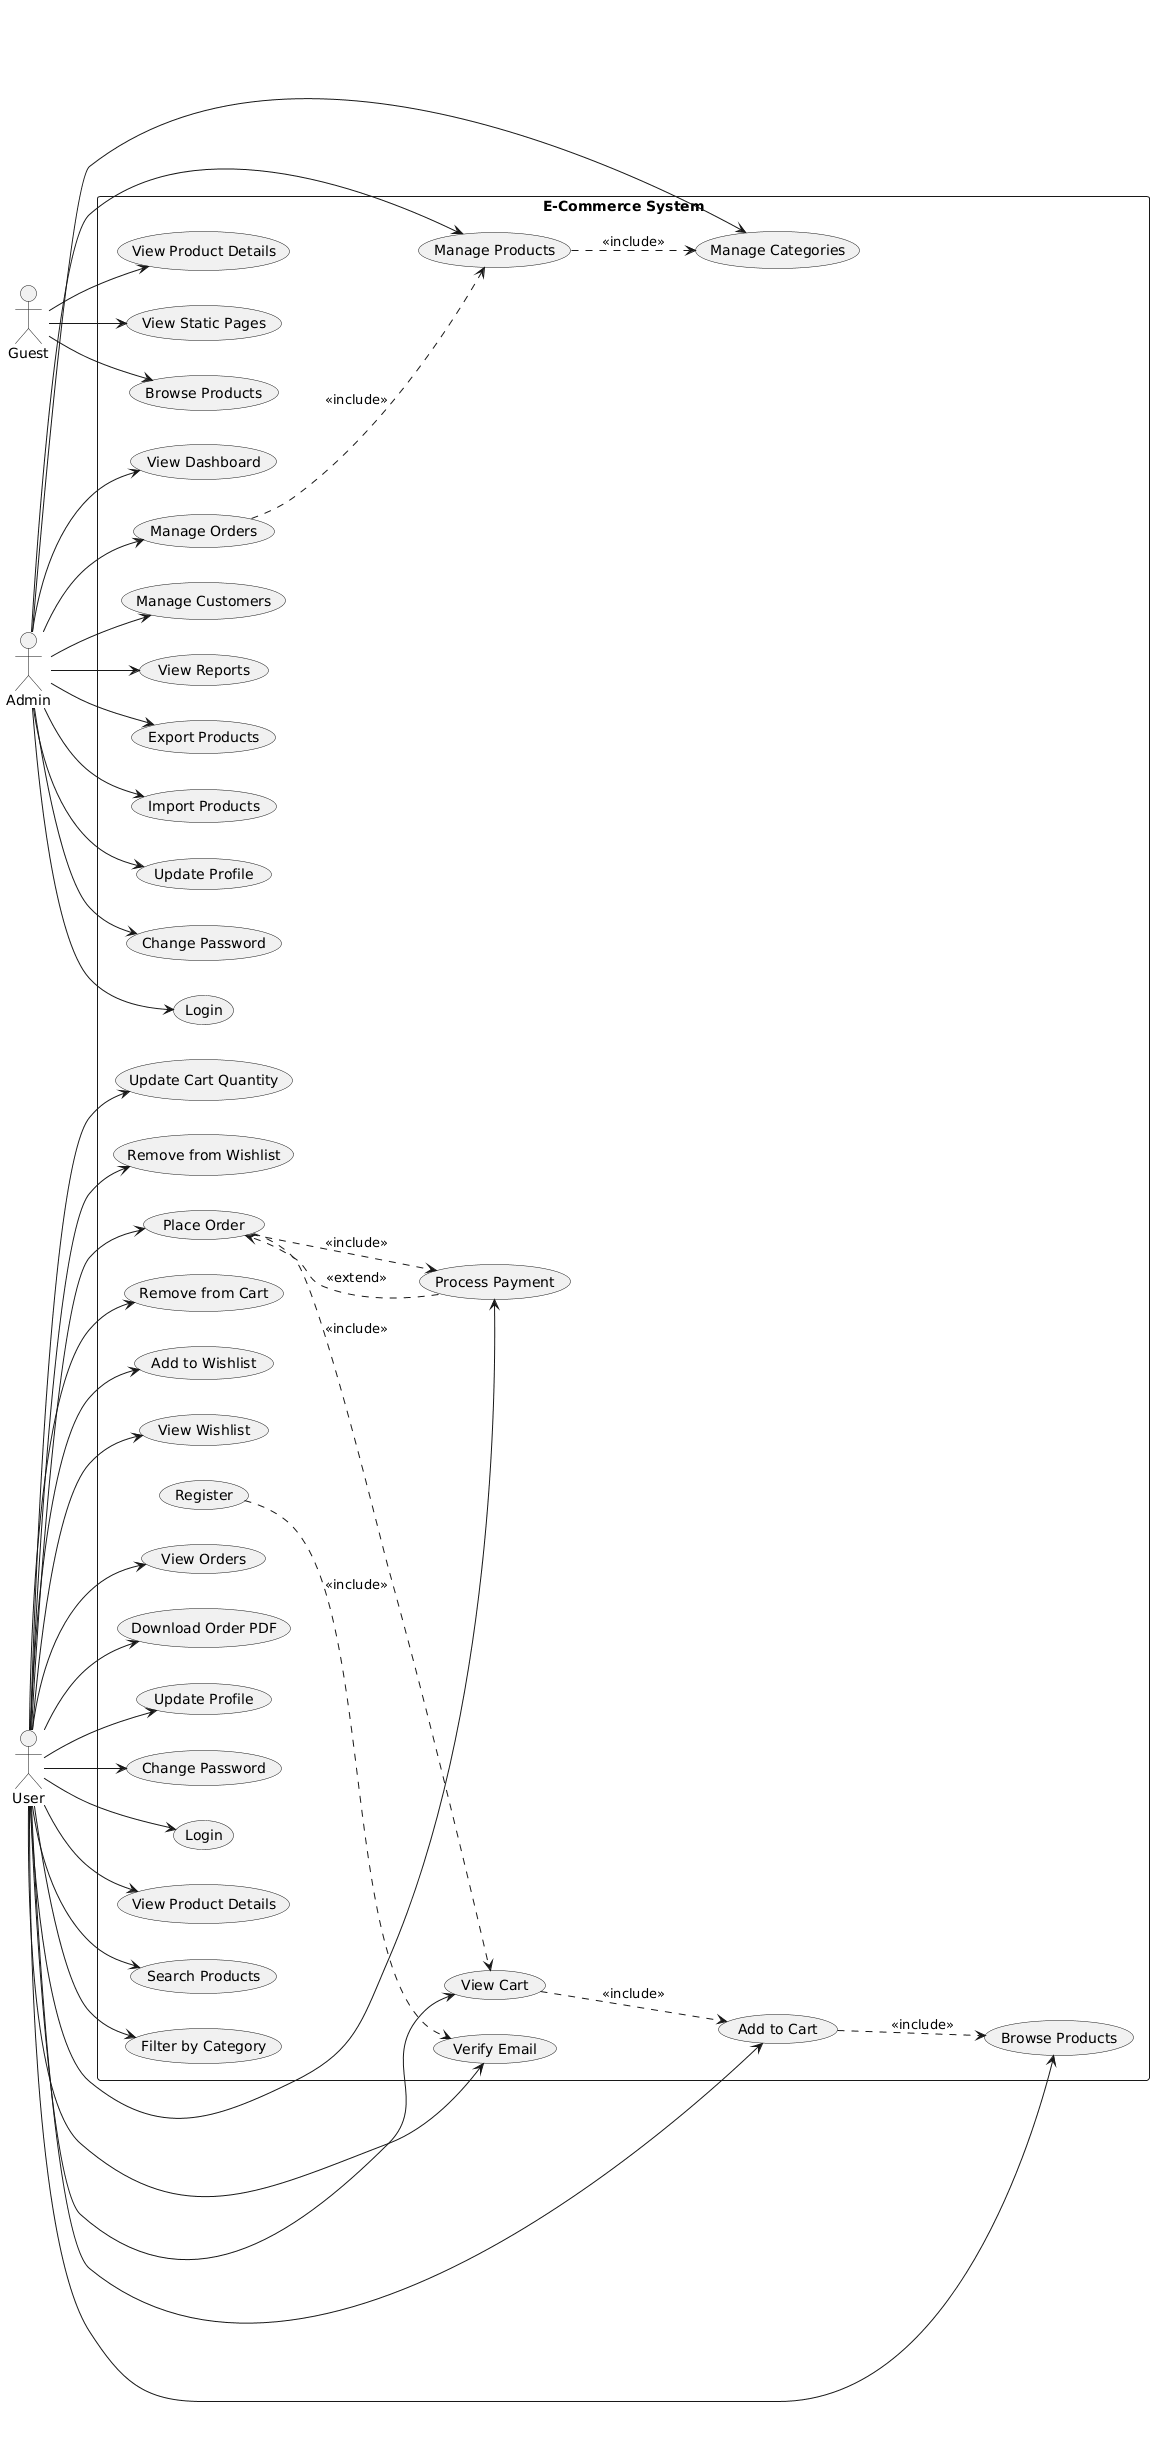 E-Commerce System
View Product Details
Manage Products
«include»
Manage Categories
Guest
View Static Pages
Browse Products
«include»
View Dashboard
Manage Orders
Manage Customers
Admin
View Reports
Export Products
Import Products
Update Profile
Change Password
Login
Update Cart Quantity
Remove from Wishlist
Place Order
«include»
«extend»
Process Payment
Remove from Cart
«include»
Add to Wishlist
View Wishlist
Register
View Orders
«include»
Download Order PDF
Update Profile
Change Password
User
Login
View Product Details
Search Products
View Cart
«include»
Add to Cart
«include»
Browse Products
Filter by Category
Verify Email